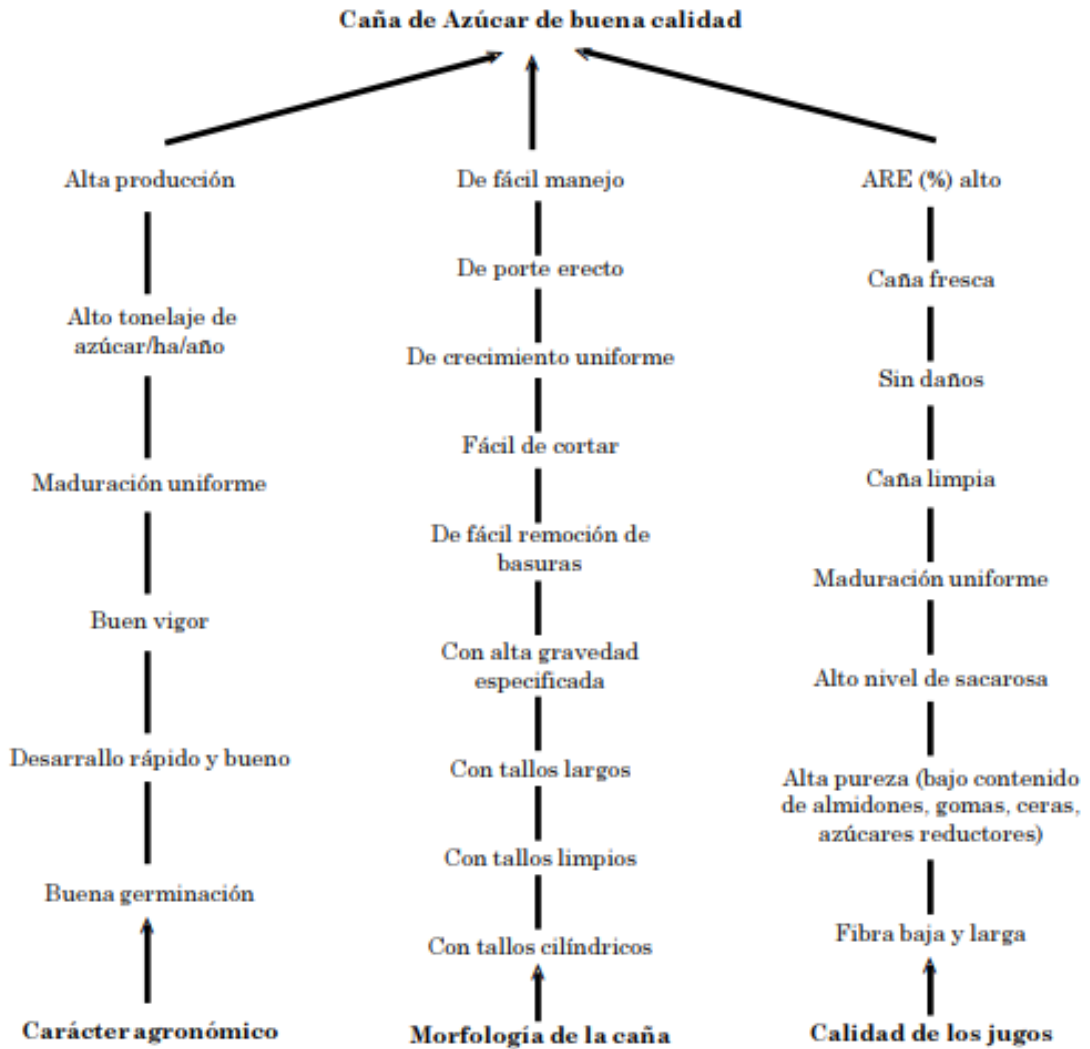 Caña de Azúcar de buena calidad
Alta producción
Alto tonelaje de
azúcar/ha/año
Maduración uniforme
Buen vigor
Desarrallo rápido y bueno
Buena germinación
Carácter agronómico
De fácil manejo
De porte erecto
De crecimiento uniforme
Fácil de cortar
De fácil remoción de
basuras
Con alta gravedad
especificada
Con tallos largos
Con tallos limpios
Con tallos cilíndricos
Morfología de la caña
ARE (%) alto
Caña fresca
Sin daños
Caña limpia
Maduración uniforme
Alto nivel de sacarosa
Alta pureza (bajo contenido
de almidones, gomas, ceras,
azúcares reductores)
Fibra baja y larga
Calidad de los jugos